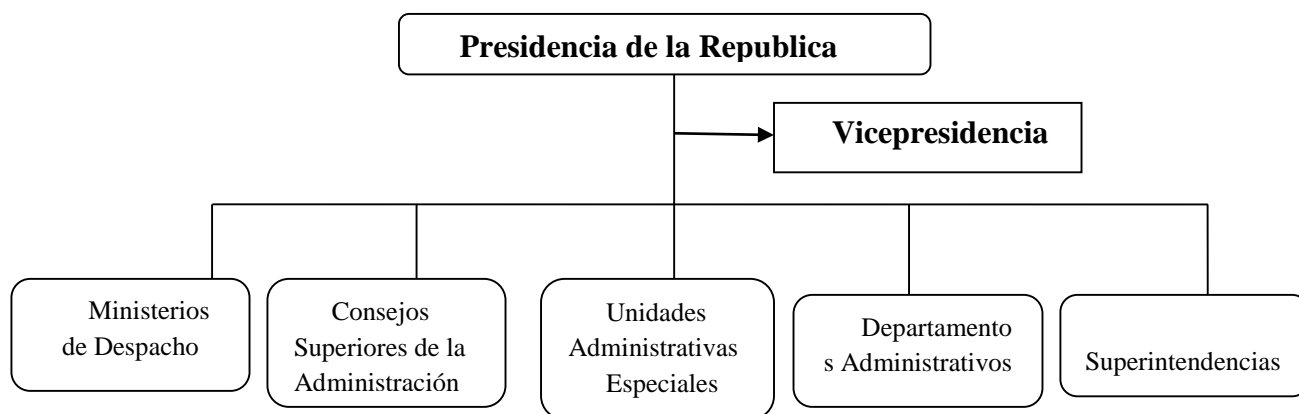 Presidencia de la Republica
Vicepresidencia
Ministerios
de Despacho
Consejos
Superiores de la
Administración
Unidades
Administrativas
Especiales
Departamento
s Administrativos
Superintendencias